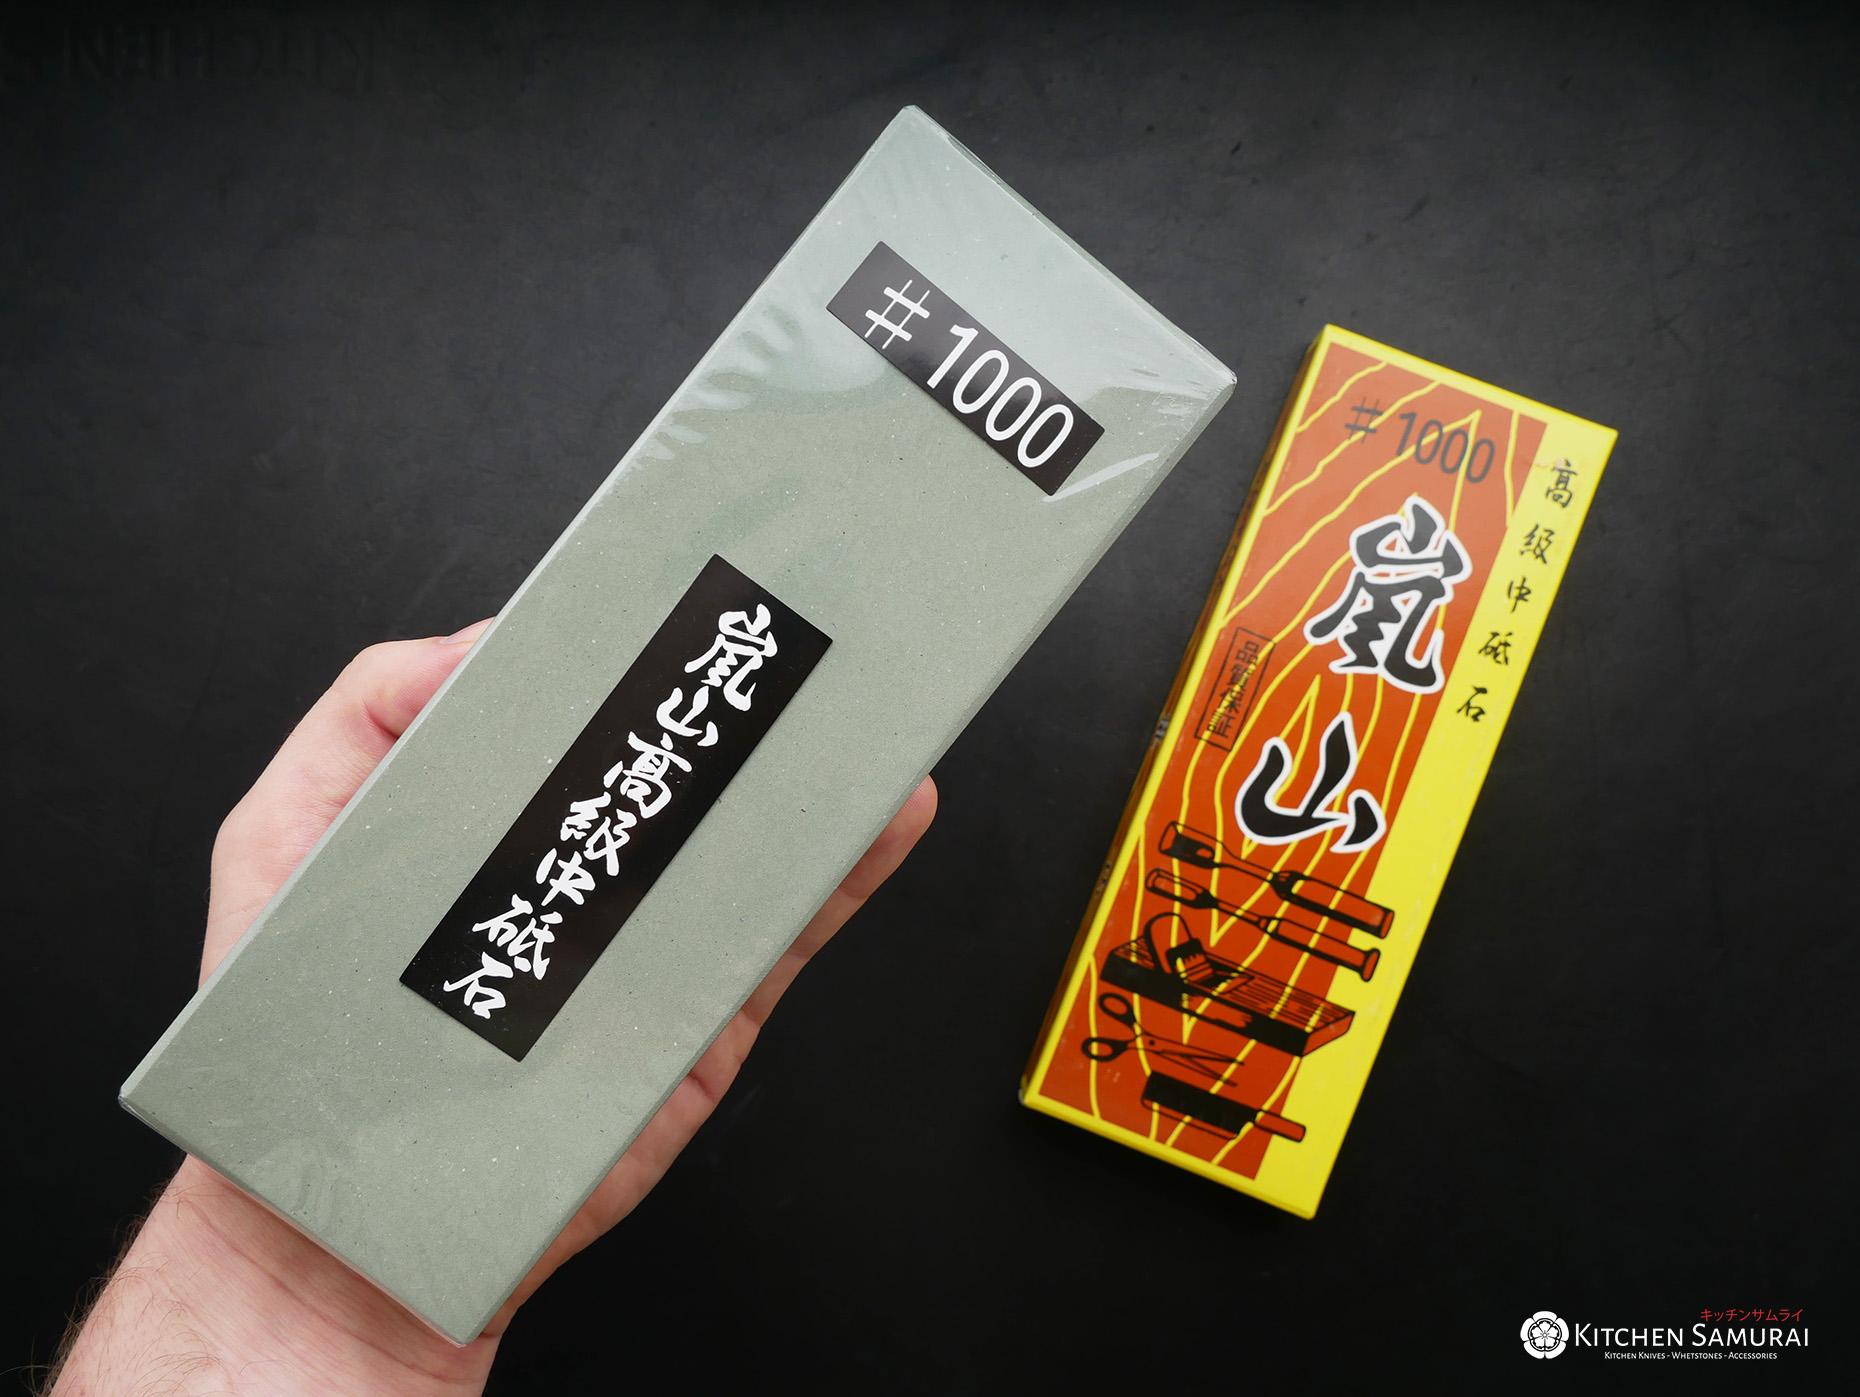 #1000
嵐山高級中砥石
#1000
嵐山
高級中砥石
品質保証
キッチンサムライ
KITCHEN SAMURAI
KITCHEN KNIVES - WHETSTONES - ACCESSORIES
KITCHEN